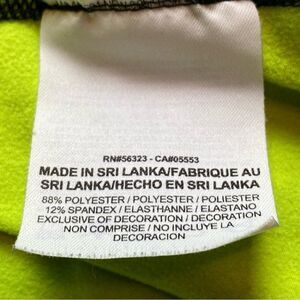 RN#56323 - CA#05553
MADE IN SRI LANKA/FABRIQUE AU
SRI LANKA/HECHO EN SRI LANKA
88% POLYESTER / POLYESTER / POLIESTER
12% SPANDEX / ELASTHANNE / ELASTANO
EXCLUSIVE OF DECORATION / DECORATION
NON COMPRISE / NO INCLUYE LA
DECORACION